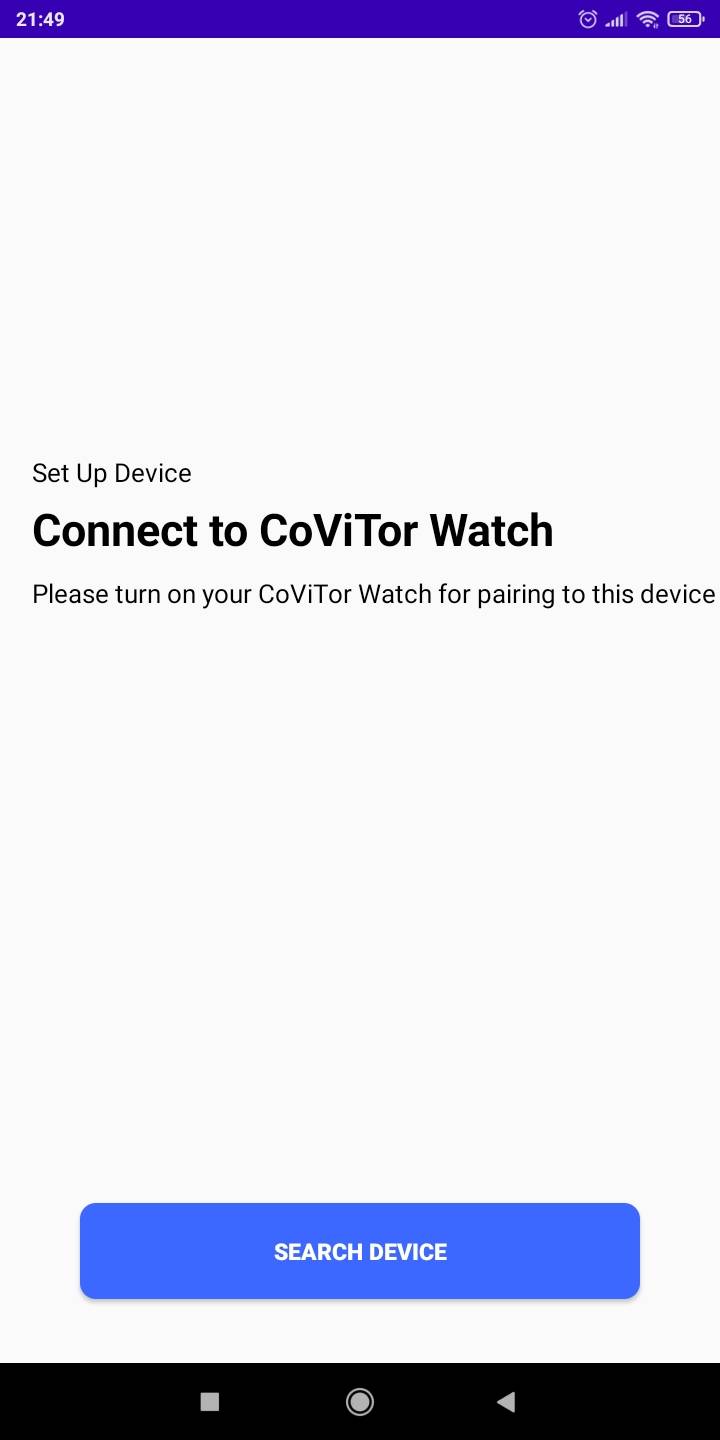 21:49
56
Set Up Device
Connect to CoViTor Watch
Please turn on your CoViTor Watch for pairing to this device
SEARCH DEVICE